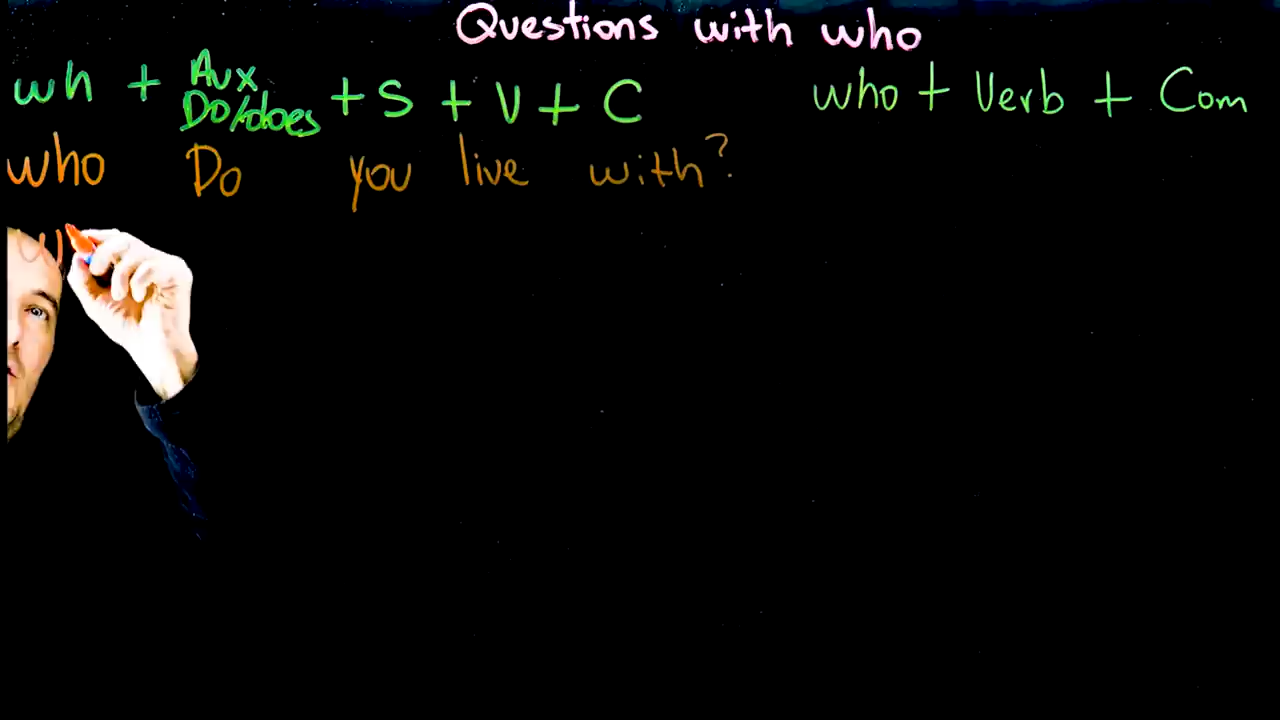 Questions with who
wh + Aux Do/does + S + V + C
who + Verb + Com
who Do you live with?
w